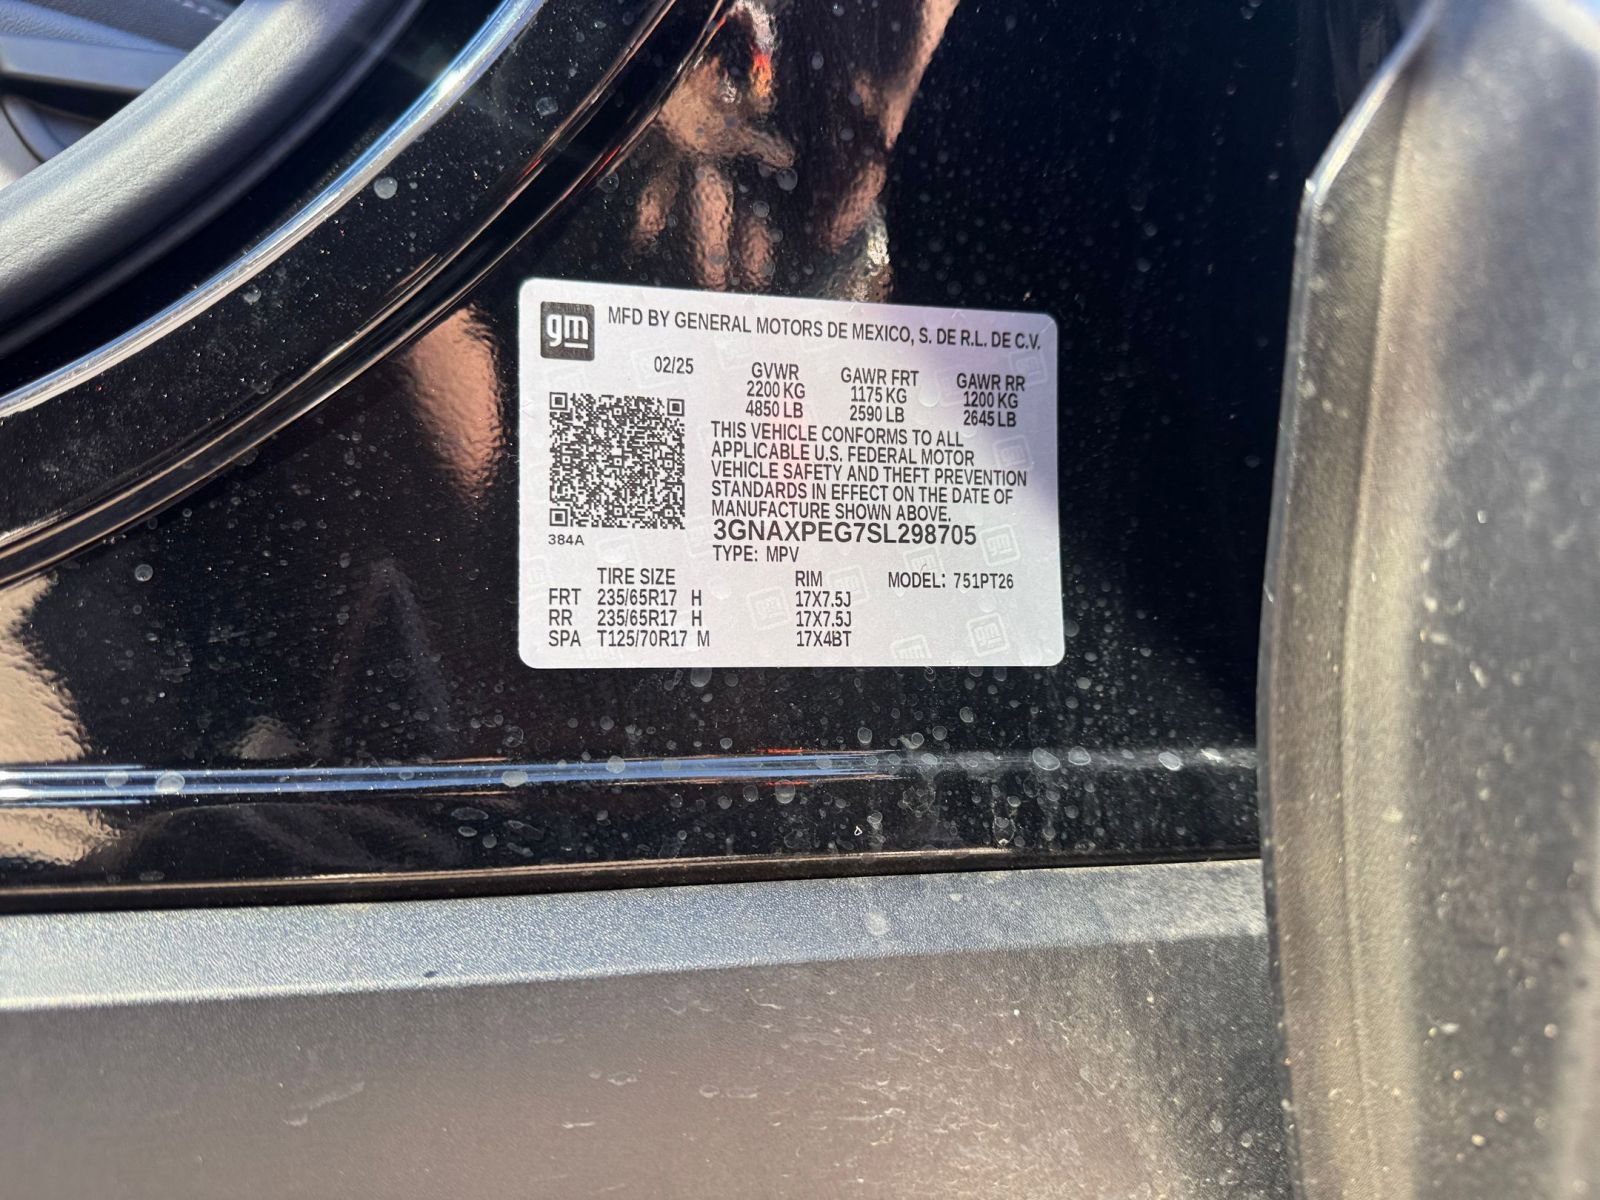 gm
MFD BY GENERAL MOTORS DE MEXICO, S. DE R.L. DE C.V.
02/25 GVWR GAWR FRT GAWR RR
2200 KG 1175 KG 1200 KG
4850 LB 2590 LB 2645 LB
THIS VEHICLE CONFORMS TO ALL
APPLICABLE U.S. FEDERAL MOTOR
VEHICLE SAFETY AND THEFT PREVENTION
STANDARDS IN EFFECT ON THE DATE OF
MANUFACTURE SHOWN ABOVE.
384A
3GNAXPEG7SL298705
TYPE: MPV
TIRE SIZE RIM MODEL: 751PT26
FRT 235/65R17 H 17X7.5J
RR 235/65R17 H 17X7.5J
SPA T125/70R17 M 17X4BT